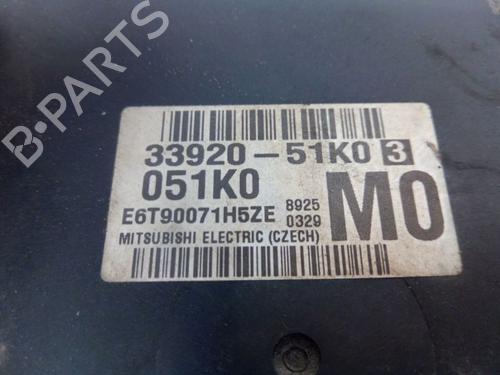 B-PARTS
33920-51K0 3
051K0
E6T90071H5ZE
8925
0329
M0
MITSUBISHI ELECTRIC (CZECH)